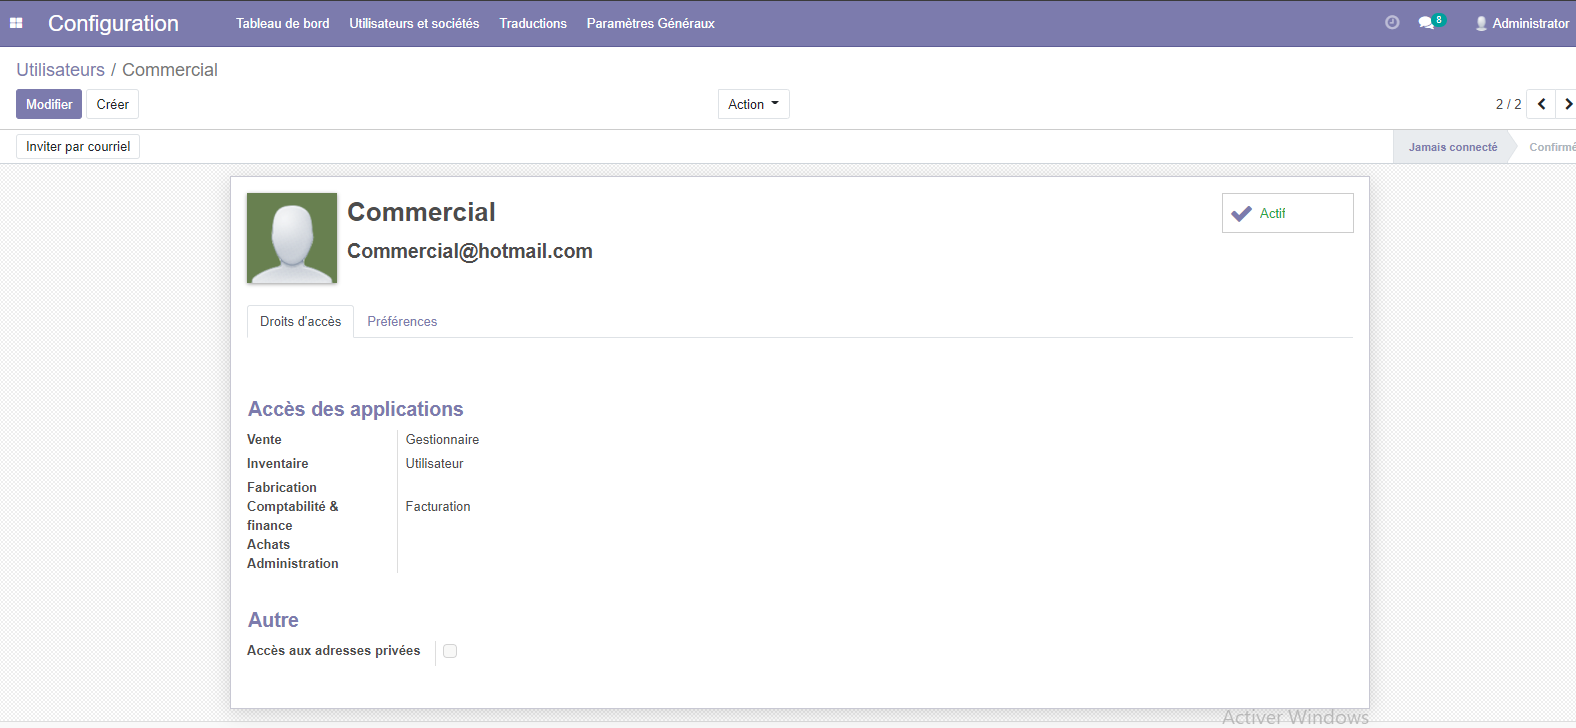 Configuration Tableau de bord Utilisateurs et sociétés Traductions Paramètres Généraux 8 Administrator
Utilisateurs / Commercial
Modifier Créer Action 2 / 2
Inviter par courriel Jamais connecté Confirmé
Commercial
Actif
Commercial@hotmail.com
Droits d'accès Préférences
Accès des applications
Vente Gestionnaire
Inventaire Utilisateur
Fabrication
Comptabilité & Facturation
finance
Achats
Administration
Autre
Accès aux adresses privées
Activer Windows